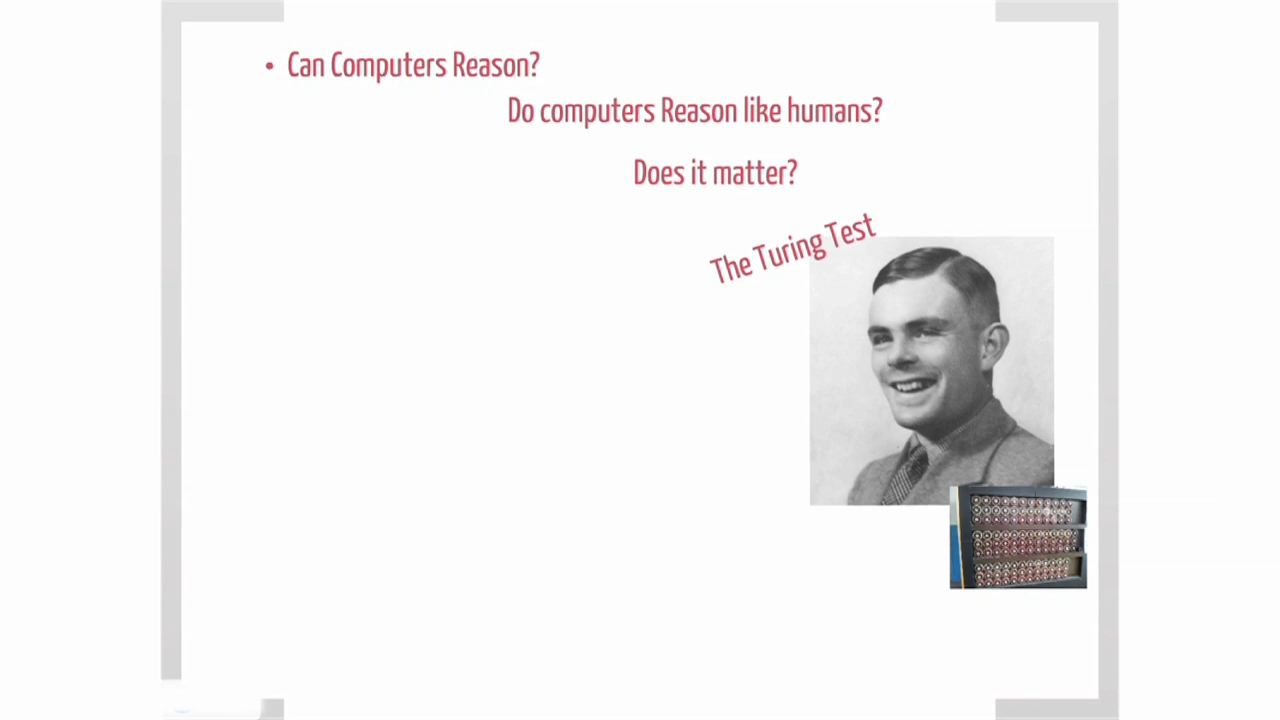 • Can Computers Reason?
Do computers Reason like humans?
Does it matter?
The Turing Test